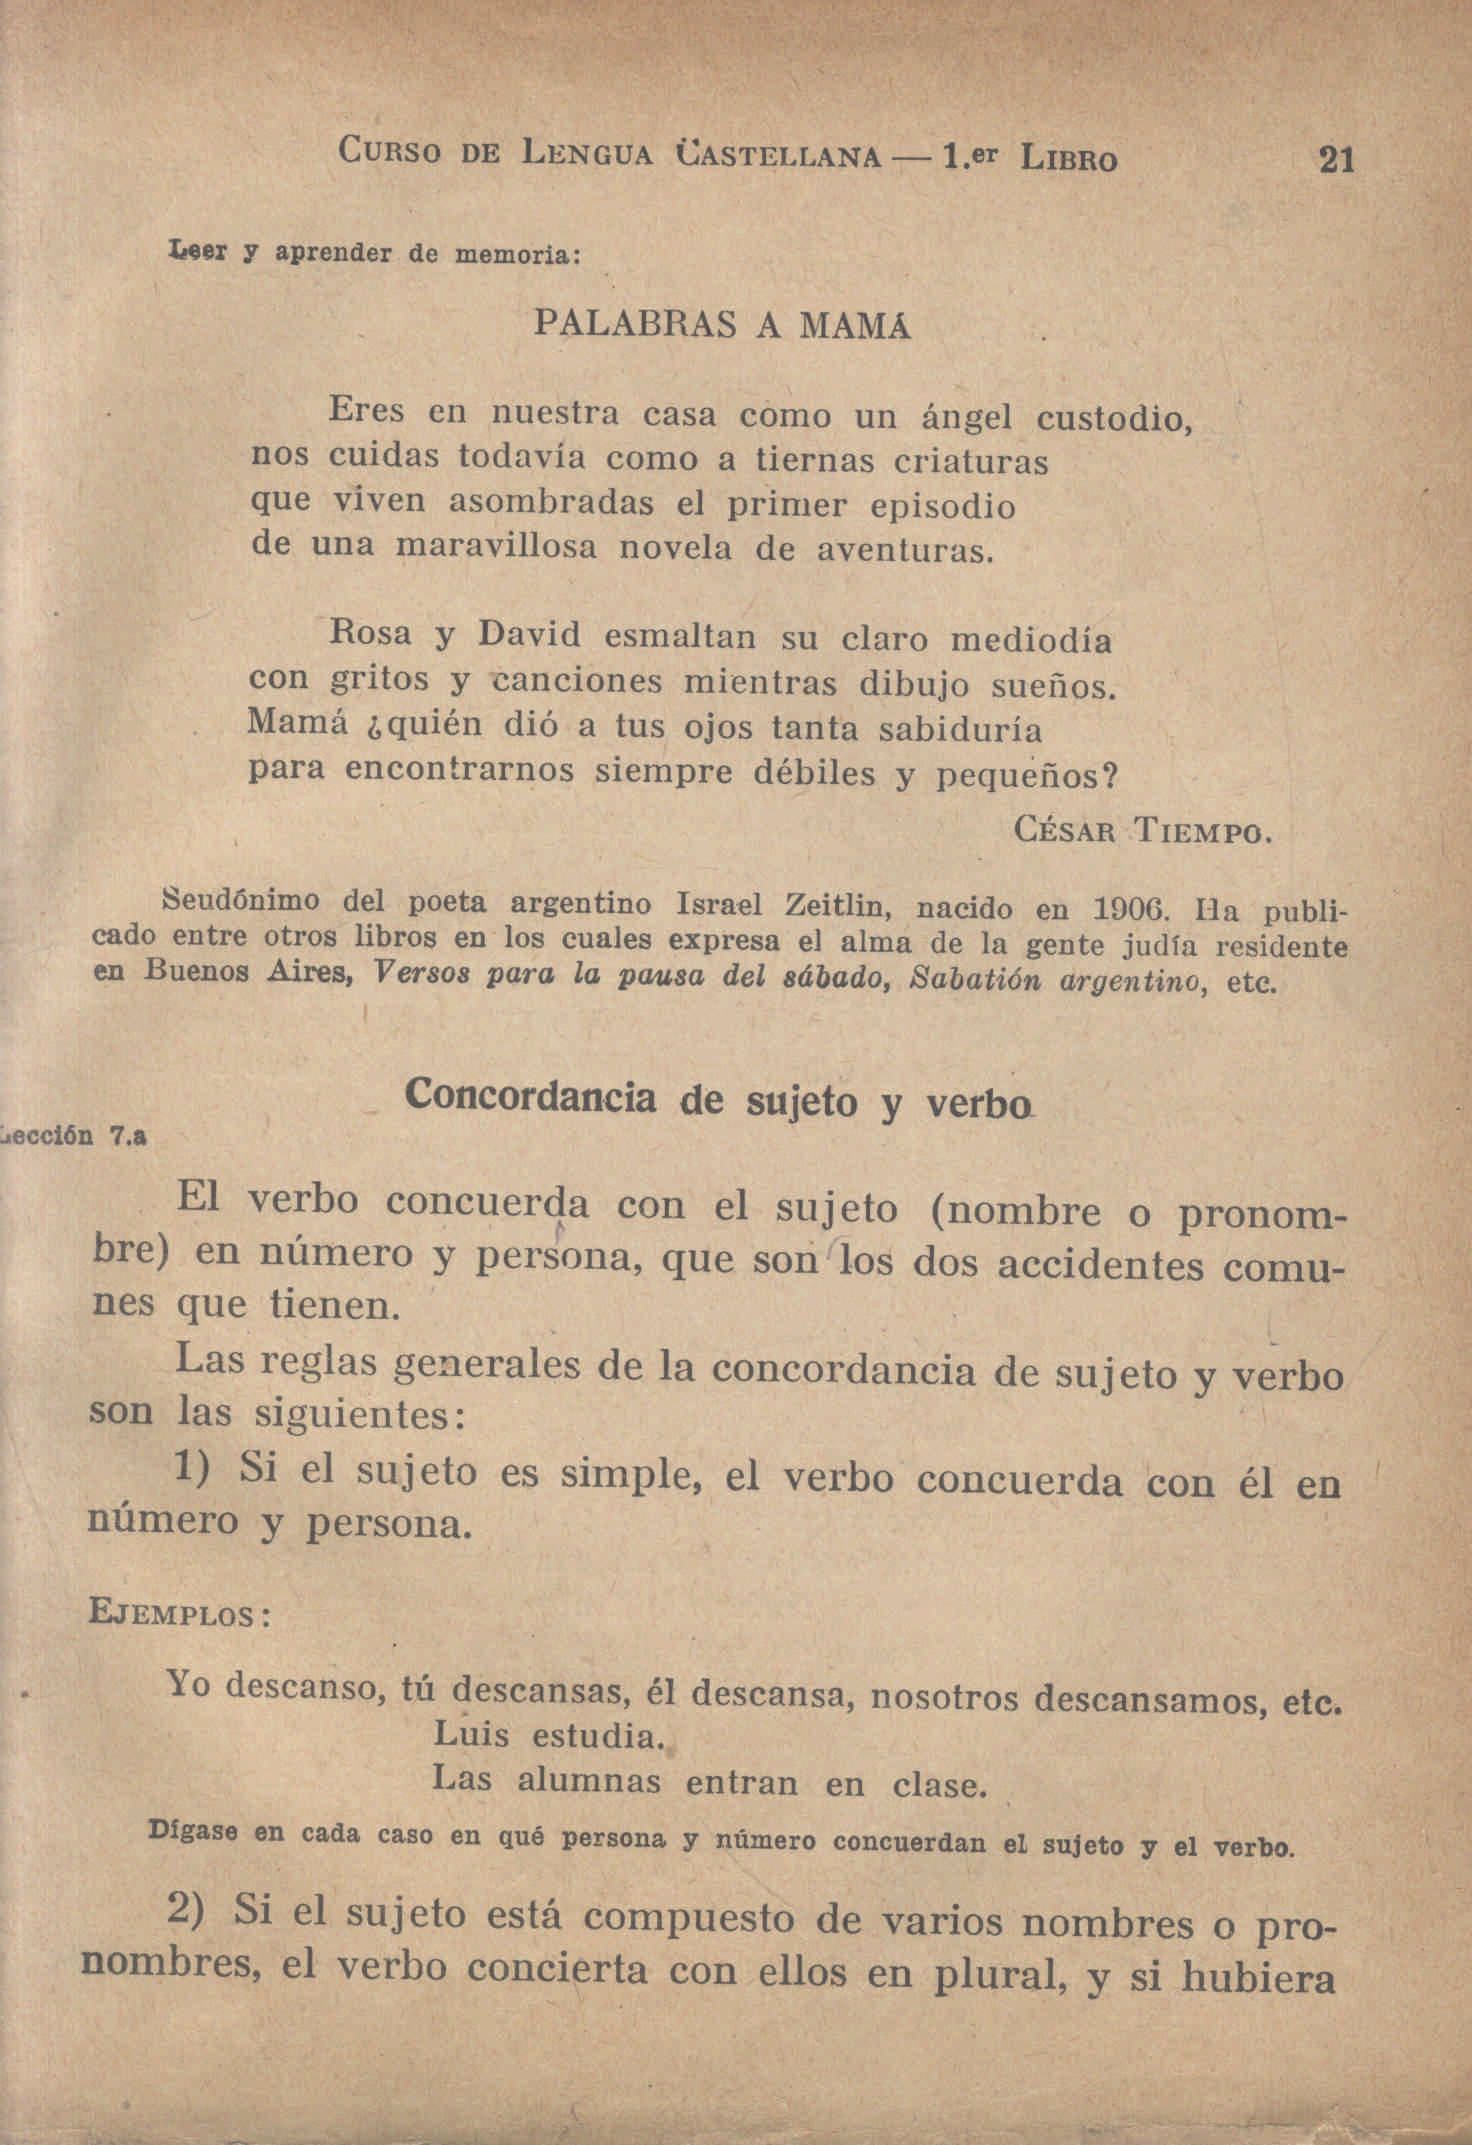 CURSO DE LENGUA CASTELLANA — 1.er LIBRO 21
Leer y aprender de memoria:
PALABRAS A MAMÁ
Eres en nuestra casa como un ángel custodio,
nos cuidas todavía como a tiernas criaturas
que viven asombradas el primer episodio
de una maravillosa novela de aventuras.
Rosa y David esmaltan su claro mediodía
con gritos y canciones mientras dibujo sueños.
Mamá ¿quién dió a tus ojos tanta sabiduría
para encontrarnos siempre débiles y pequeños?
CÉSAR TIEMPO.
Seudónimo del poeta argentino Israel Zeitlin, nacido en 1906. Ha publi-
cado entre otros libros en los cuales expresa el alma de la gente judía residente
en Buenos Aires, Versos para la pausa del sábado, Sabatión argentino, etc.
Concordancia de sujeto y verbo
Lección 7.a
El verbo concuerda con el sujeto (nombre o pronom-
bre) en número y persona, que son los dos accidentes comu-
nes que tienen.
Las reglas generales de la concordancia de sujeto y verbo
son las siguientes:
1) Si el sujeto es simple, el verbo concuerda con él en
número y persona.
EJEMPLOS:
Yo descanso, tú descansas, él descansa, nosotros descansamos, etc.
Luis estudia.
Las alumnas entran en clase.
Dígase en cada caso en qué persona y número concuerdan el sujeto y el verbo.
2) Si el sujeto está compuesto de varios nombres o pro-
nombres, el verbo concierta con ellos en plural, y si hubiera